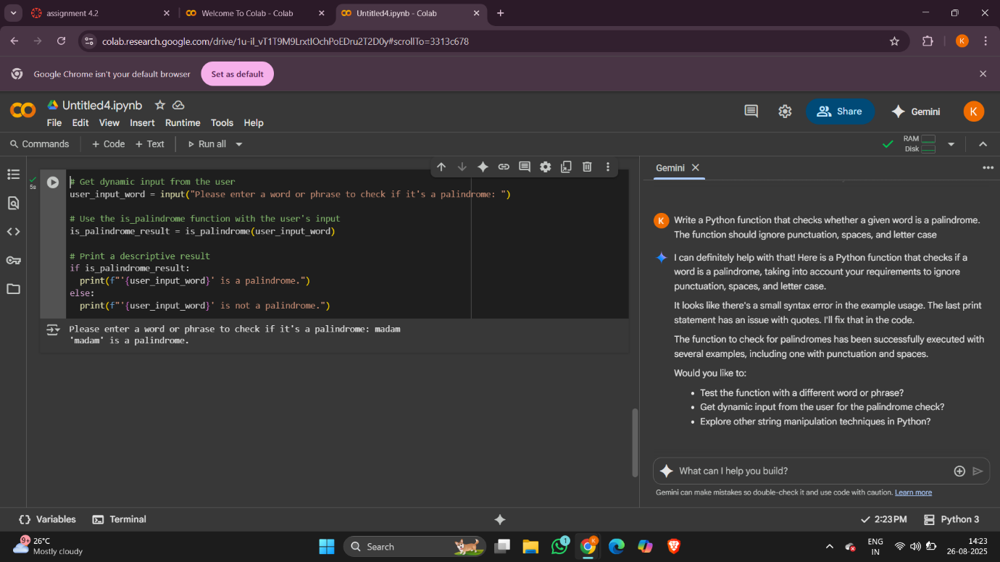 assignment 4.2
Welcome To Colab - Colab
Untitled4.ipynb - Colab
colab.research.google.com/drive/1u-il_vT1T9M9LrxtIOchPoEDru2T2D0y#scrollTo=3313c678
K
Google Chrome isn't your default browser
Set as default
Untitled4.ipynb
File Edit View Insert Runtime Tools Help
Share
Gemini
K
Commands
+ Code + Text
Run all
RAM
Disk
5s
# Get dynamic input from the user
user_input_word = input("Please enter a word or phrase to check if it's a palindrome: ")
# Use the is_palindrome function with the user's input
is_palindrome_result = is_palindrome(user_input_word)
# Print a descriptive result
if is_palindrome_result:
print(f"'{user_input_word}' is a palindrome.")
else:
print(f"'{user_input_word}' is not a palindrome.")
Please enter a word or phrase to check if it's a palindrome: madam
'madam' is a palindrome.
Gemini
K
Write a Python function that checks whether a given word is a palindrome.
The function should ignore punctuation, spaces, and letter case
I can definitely help with that! Here is a Python function that checks if a
word is a palindrome, taking into account your requirements to ignore
punctuation, spaces, and letter case.
It looks like there's a small syntax error in the example usage. The last print
statement has an issue with quotes. I'll fix that in the code.
The function to check for palindromes has been successfully executed with
several examples, including one with punctuation and spaces.
Would you like to:
• Test the function with a different word or phrase?
• Get dynamic input from the user for the palindrome check?
• Explore other string manipulation techniques in Python?
What can I help you build?
Gemini can make mistakes so double-check it and use code with caution. Learn more
Variables
Terminal
2:23 PM
Python 3
9+
26°C
Mostly cloudy
Search
1
K
ENG
IN
14:23
26-08-2025